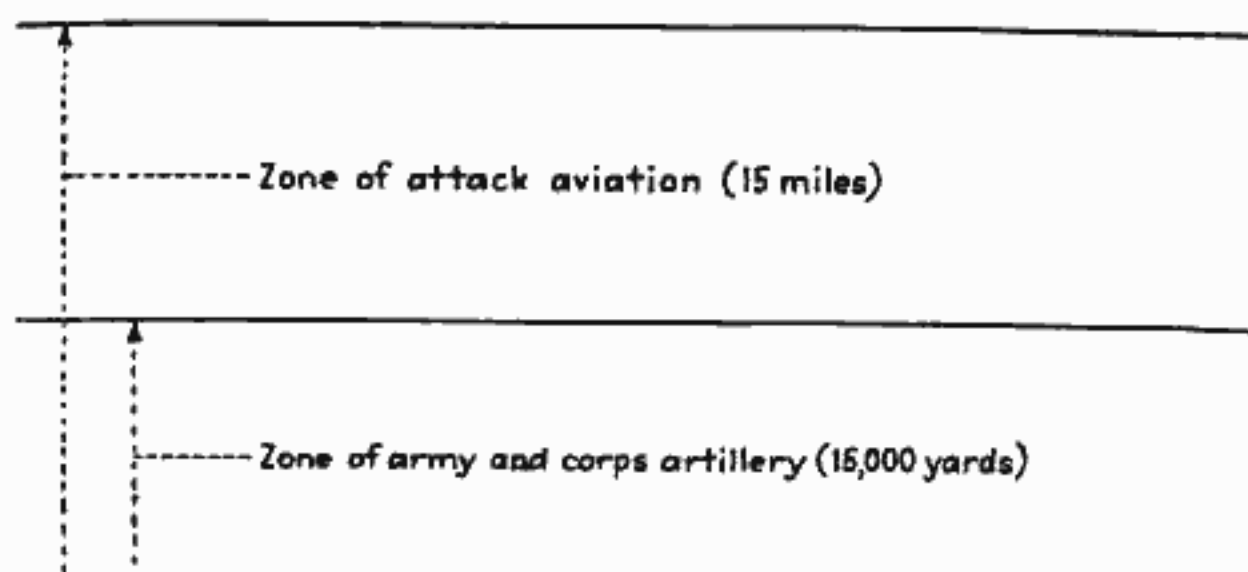 Zone of attack aviation (15 miles)
Zone of army and corps artillery (15,000 yards)